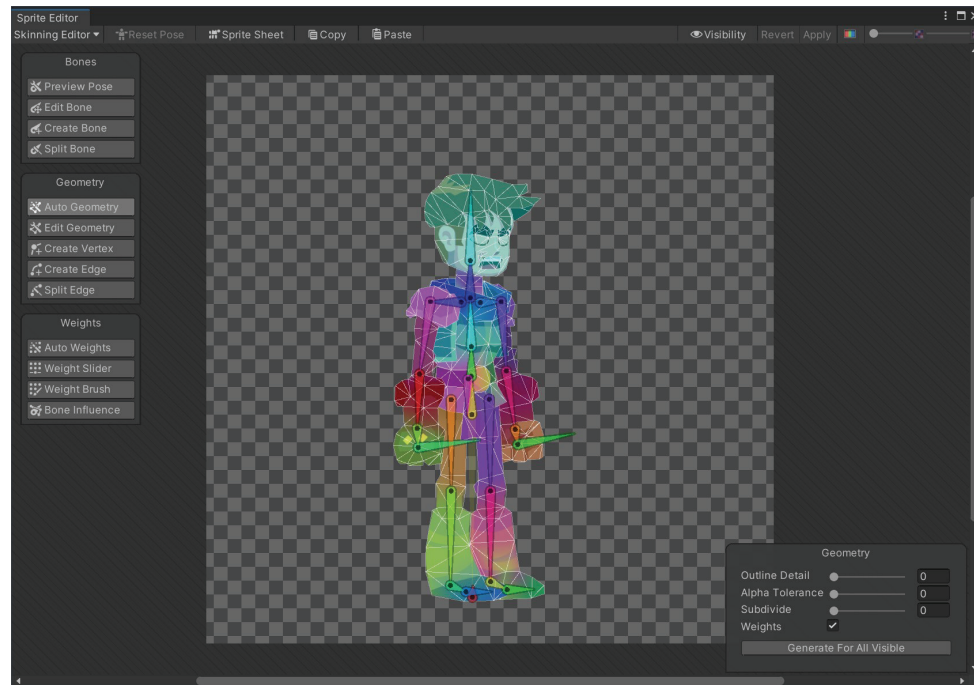 Sprite Editor
Skinning Editor Reset Pose Sprite Sheet Copy Paste Visibility Revert Apply
Bones
Preview Pose
Edit Bone
Create Bone
Split Bone
Geometry
Auto Geometry
Edit Geometry
Create Vertex
Create Edge
Split Edge
Weights
Auto Weights
Weight Slider
Weight Brush
Bone Influence
Geometry
Outline Detail 0
Alpha Tolerance 0
Subdivide 0
Weights
Generate For All Visible